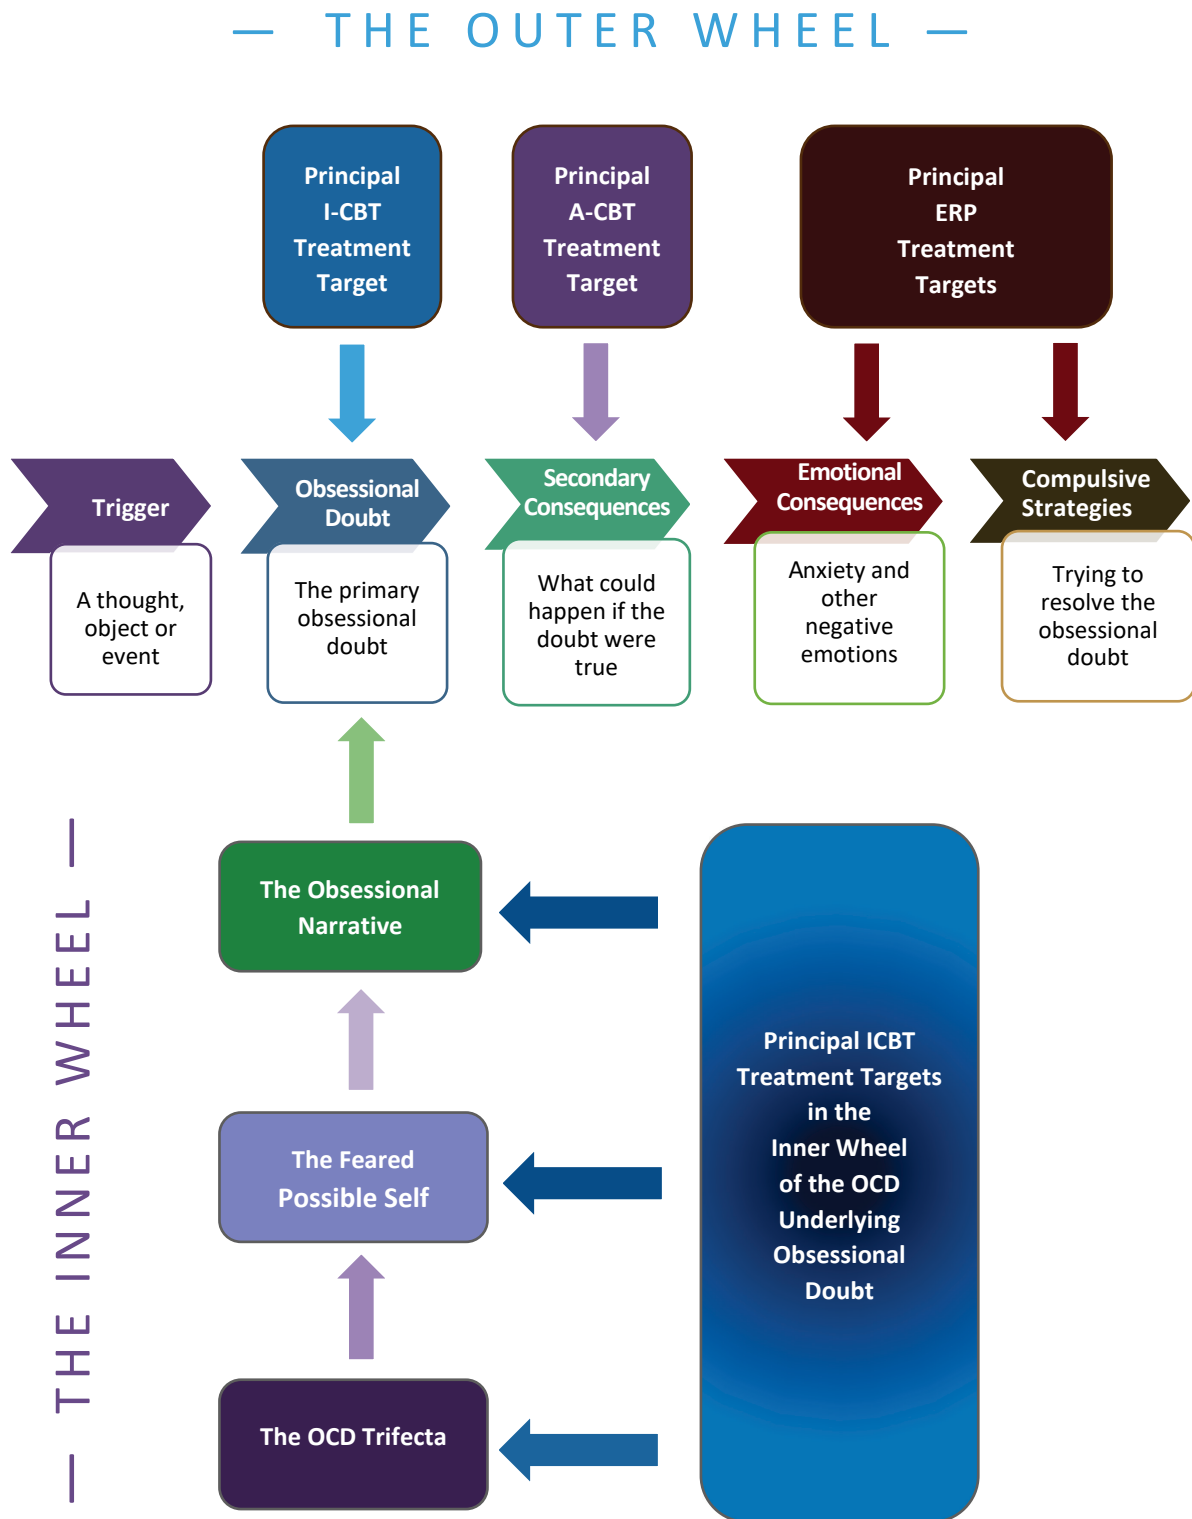 — THE OUTER WHEEL —
Principal
I-CBT
Treatment
Target
Principal
A-CBT
Treatment
Target
Principal
ERP
Treatment
Targets
Trigger
A thought,
object or
event
Obsessional
Doubt
The primary
obsessional
doubt
Secondary
Consequences
What could
happen if the
doubt were
true
Emotional
Consequences
Anxiety and
other
negative
emotions
Compulsive
Strategies
Trying to
resolve the
obsessional
doubt
— THE INNER WHEEL —
The Obsessional
Narrative
The Feared
Possible Self
The OCD Trifecta
Principal ICBT
Treatment Targets
in the
Inner Wheel
of the OCD
Underlying
Obsessional
Doubt